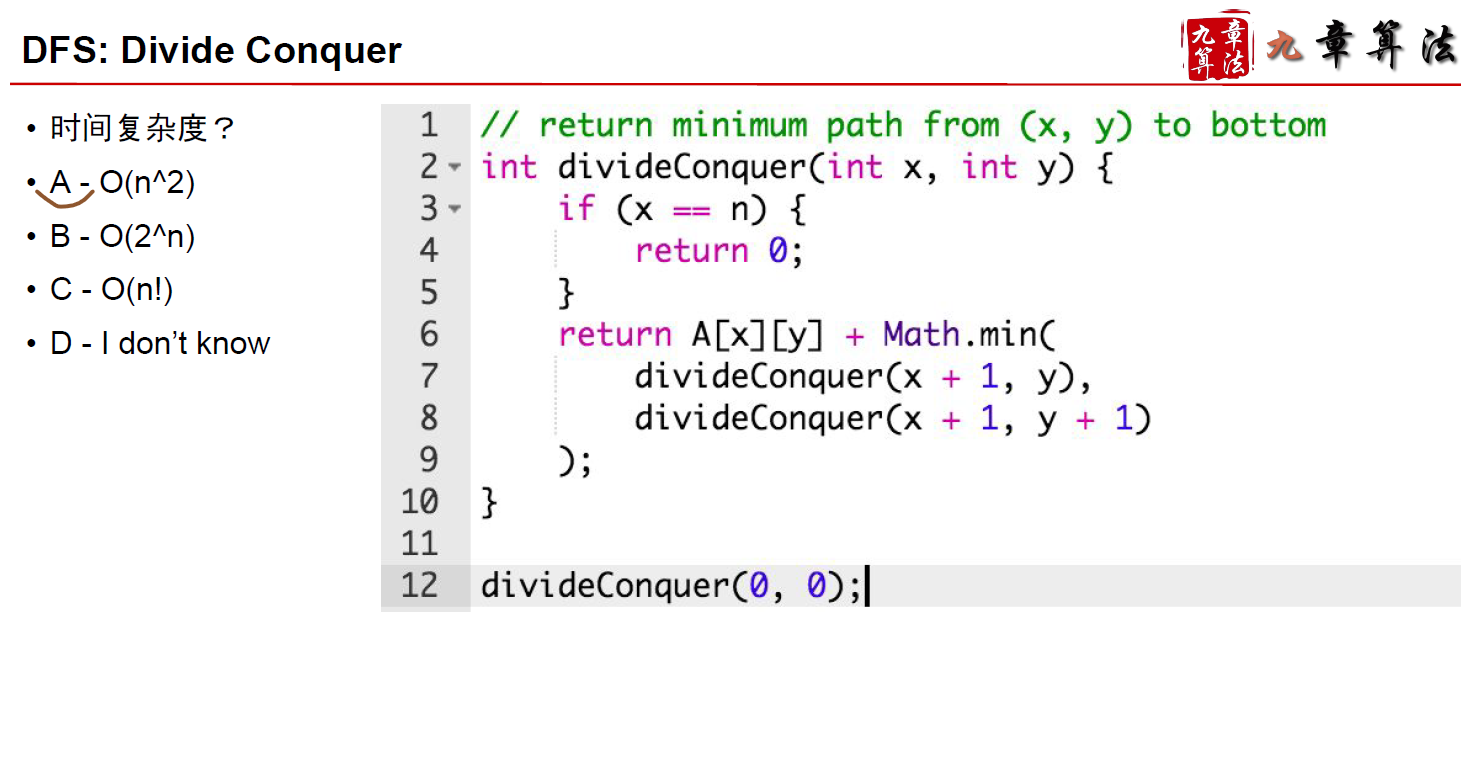 DFS: Divide Conquer
九章算法
九章算法
• 时间复杂度？
• A - O(n^2)
• B - O(2^n)
• C - O(n!)
• D - I don’t know
1 // return minimum path from (x, y) to bottom
2 int divideConquer(int x, int y) {
3     if (x == n) {
4         return 0;
5     }
6     return A[x][y] + Math.min(
7         divideConquer(x + 1, y),
8         divideConquer(x + 1, y + 1)
9     );
10 }
11
12 divideConquer(0, 0);